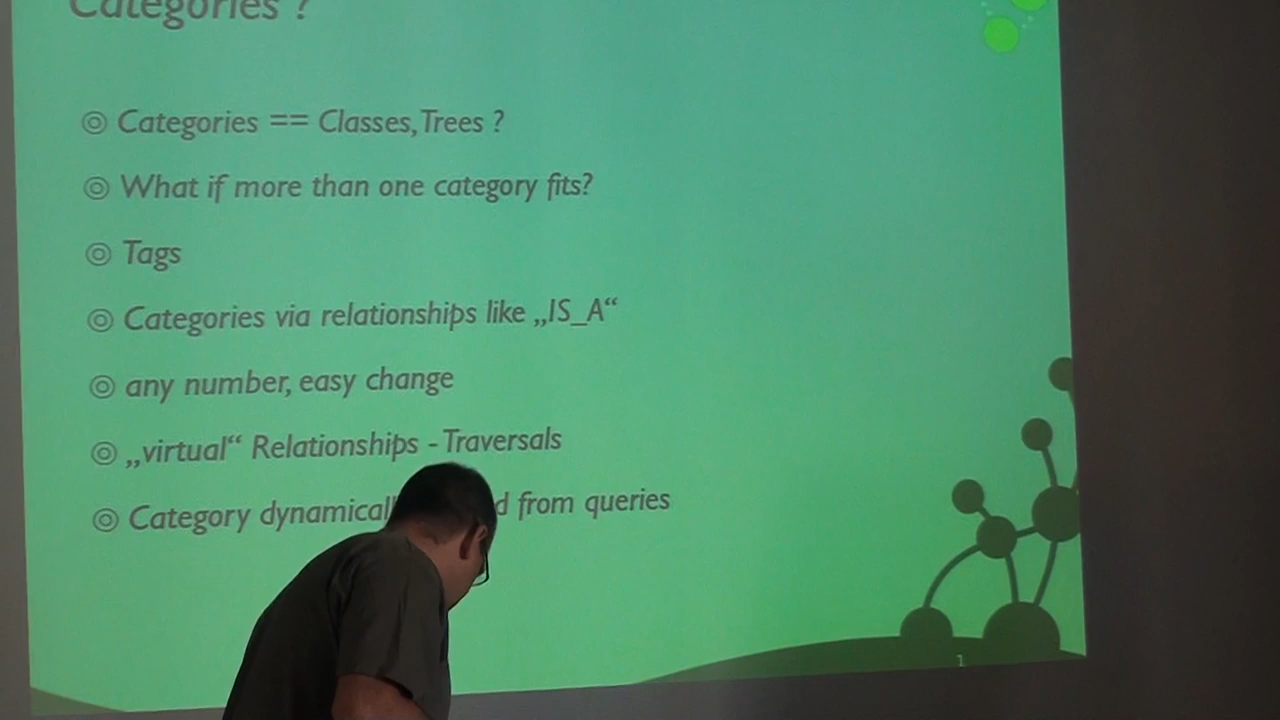 Categories ?
Categories == Classes, Trees ?
What if more than one category fits?
Tags
Categories via relationships like „IS_A“
any number, easy change
„virtual“ Relationships - Traversals
Category from queries
1